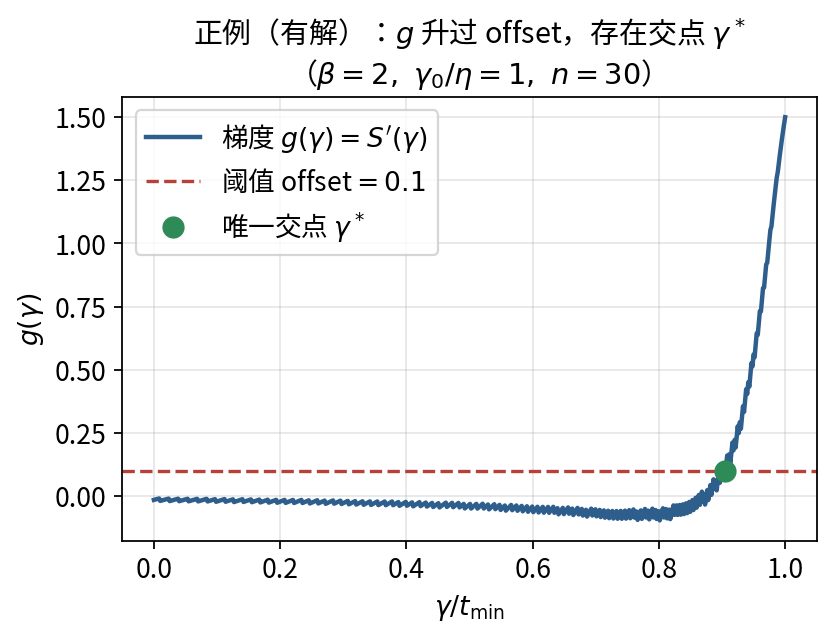 正例（有解）：g 升过 offset，存在交点 γ*
（β = 2, γ₀/η = 1, n = 30）
梯度 g(γ) = S′(γ)
阈值 offset = 0.1
唯一交点 γ*
g(γ)
1.50
1.25
1.00
0.75
0.50
0.25
0.00
0.0 0.2 0.4 0.6 0.8 1.0
γ/t_min